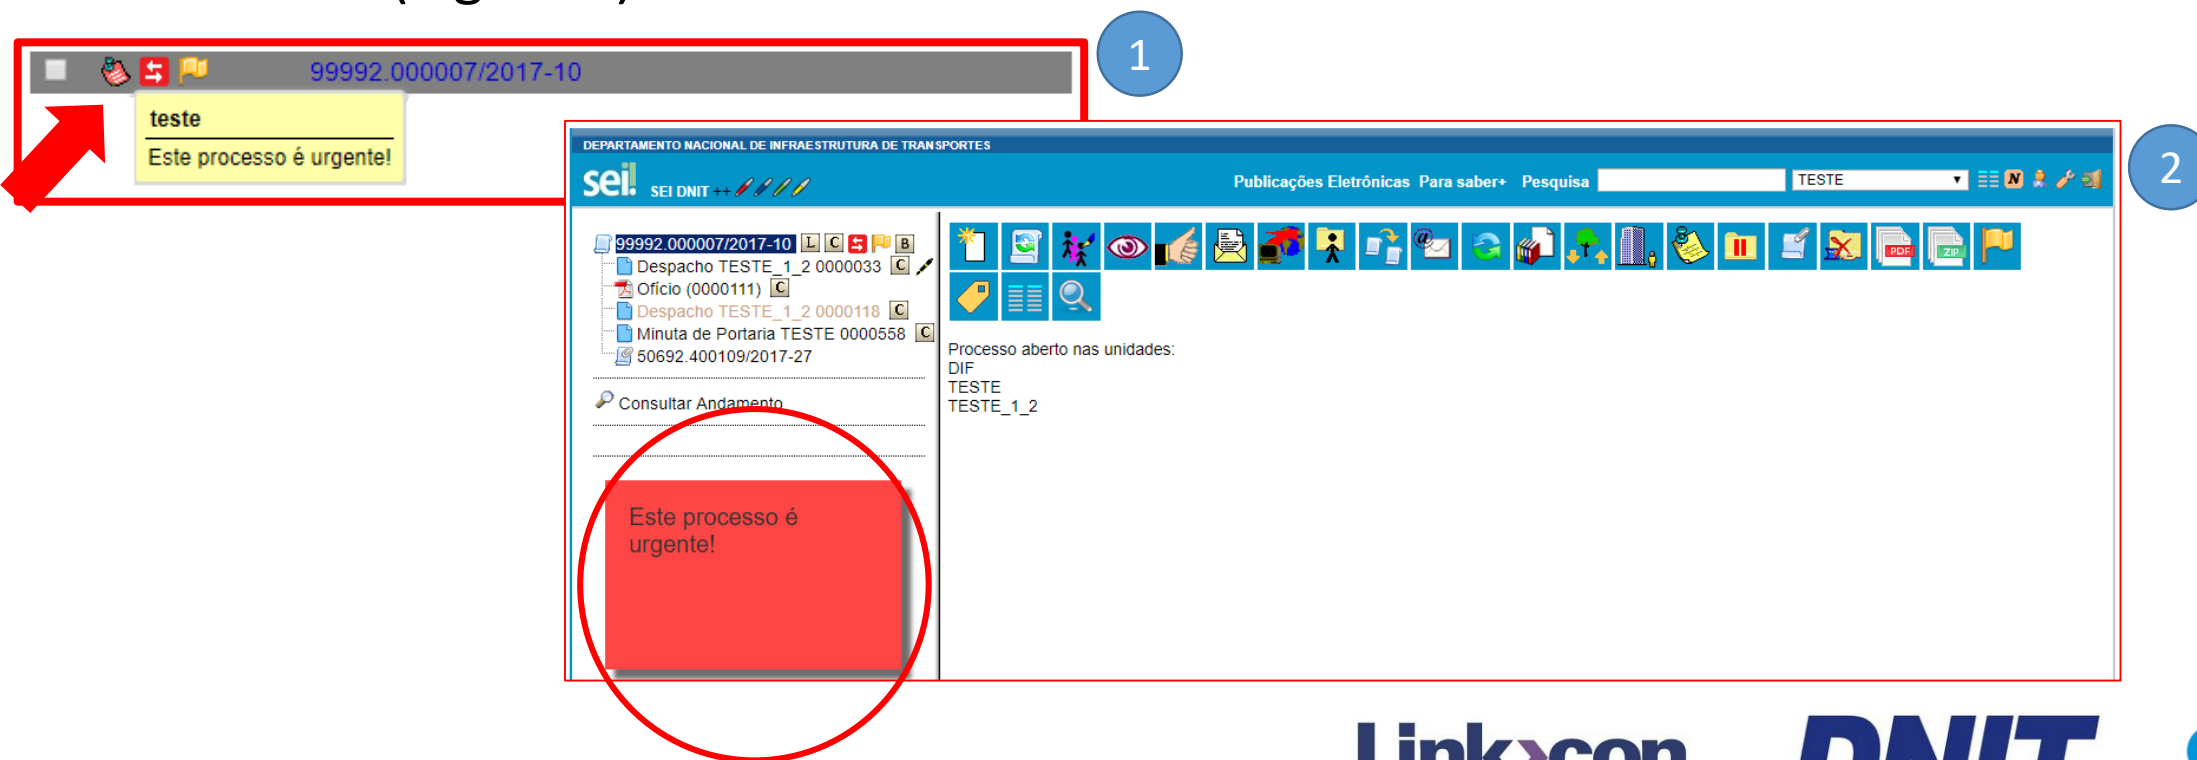 1
99992.000007/2017-10
teste
Este processo é urgente!
2
DEPARTAMENTO NACIONAL DE INFRAESTRUTURA DE TRANSPORTES
sei!
SEI DNIT ++
Publicações Eletrônicas Para saber+ Pesquisa
TESTE
N
99992.000007/2017-10 L C B
Despacho TESTE_1_2 0000033 C
Ofício (0000111) C
Despacho TESTE_1_2 0000118 C
Minuta de Portaria TESTE 0000558 C
50692.400109/2017-27
Consultar Andamento
Este processo é
urgente!
PDF
ZIP
Processo aberto nas unidades:
DIF
TESTE
TESTE_1_2
Linkcon
DNIT